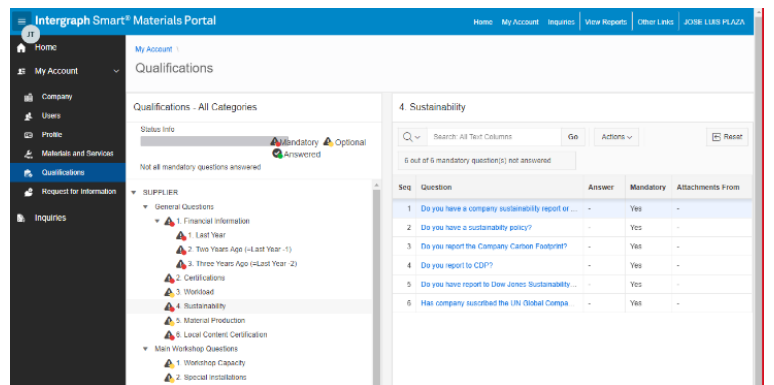 Intergraph Smart® Materials Portal
Home My Account Inquiries View Reports Other Links JOSE LUIS PLAZA
JT
Home
My Account
Company
Users
Profile
Materials and Services
Qualifications
Request for Information
Inquiries
My Account \
Qualifications
Qualifications - All Categories
Status Info
Mandatory Optional
Answered
Not all mandatory questions answered
SUPPLIER
General Questions
1. Financial Information
1. Last Year
2. Two Years Ago (=Last Year -1)
3. Three Years Ago (=Last Year -2)
2. Certifications
3. Workload
4. Sustainability
5. Material Production
6. Local Content Certification
Main Workshop Questions
1. Workshop Capacity
2. Special Installations
4. Sustainability
Search: All Text Columns Go Actions Reset
6 out of 6 mandatory question(s) not answered
Seq Question Answer Mandatory Attachments From
1 Do you have a company sustainability report or ... - Yes -
2 Do you have a sustainabilty policy? - Yes -
3 Do you report the Company Carbon Footprint? - Yes -
4 Do you report to CDP? - Yes -
5 Do you have report to Dow Jones Sustainability... - Yes -
6 Has company suscribed the UN Global Compa... - Yes -